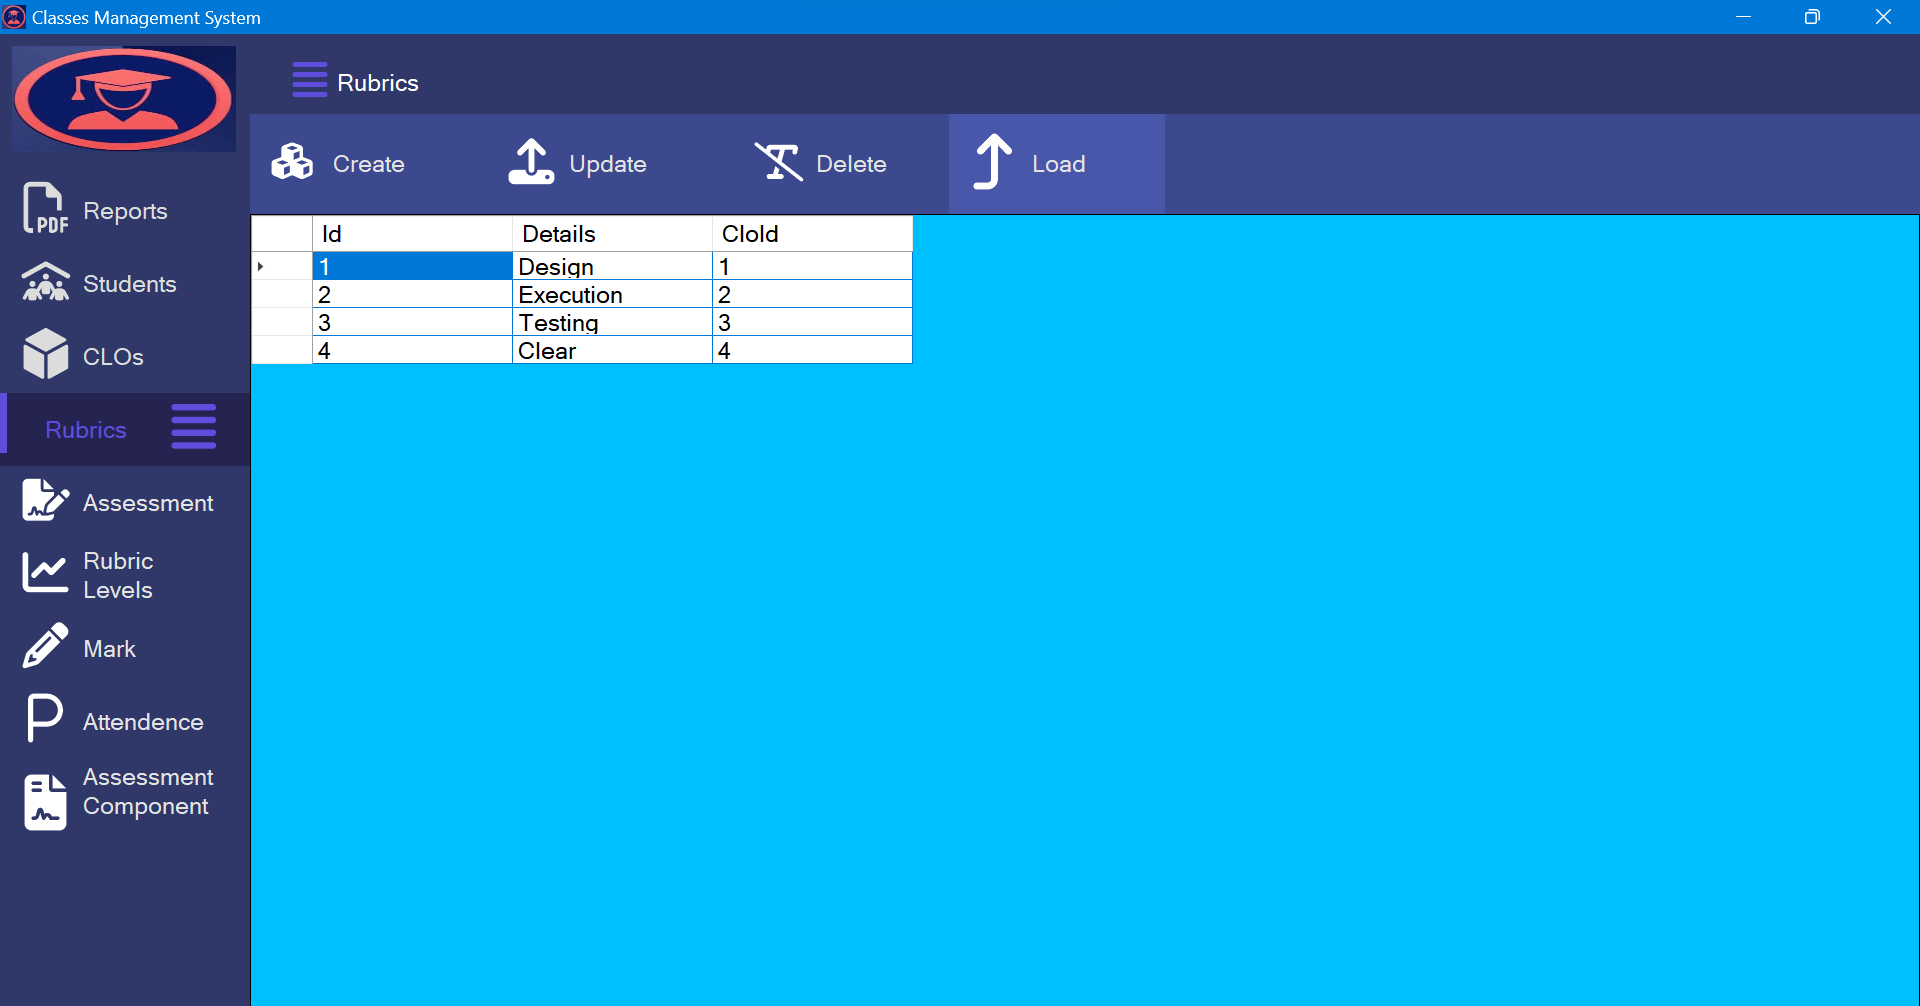 Classes Management System
Rubrics
Create Update Delete Load
PDF Reports
Students
CLOs
Rubrics
Assessment
Rubric
Levels
Mark
P Attendence
Assessment
Component
Id Details CloId
1 Design 1
2 Execution 2
3 Testing 3
4 Clear 4